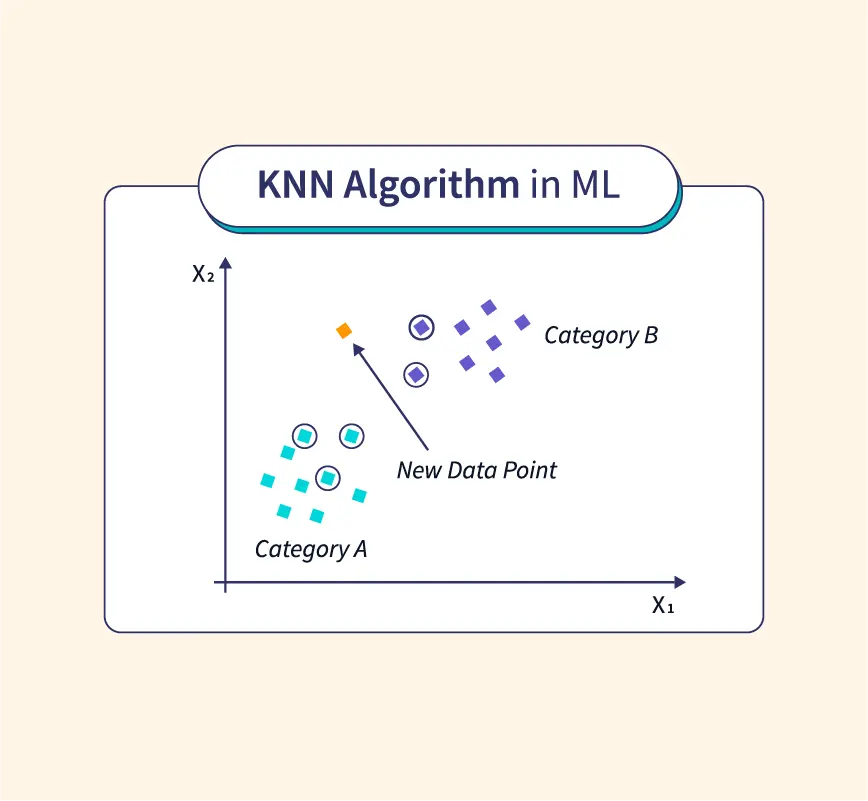 KNN Algorithm in ML
X₂
Category B
New Data Point
Category A
X₁